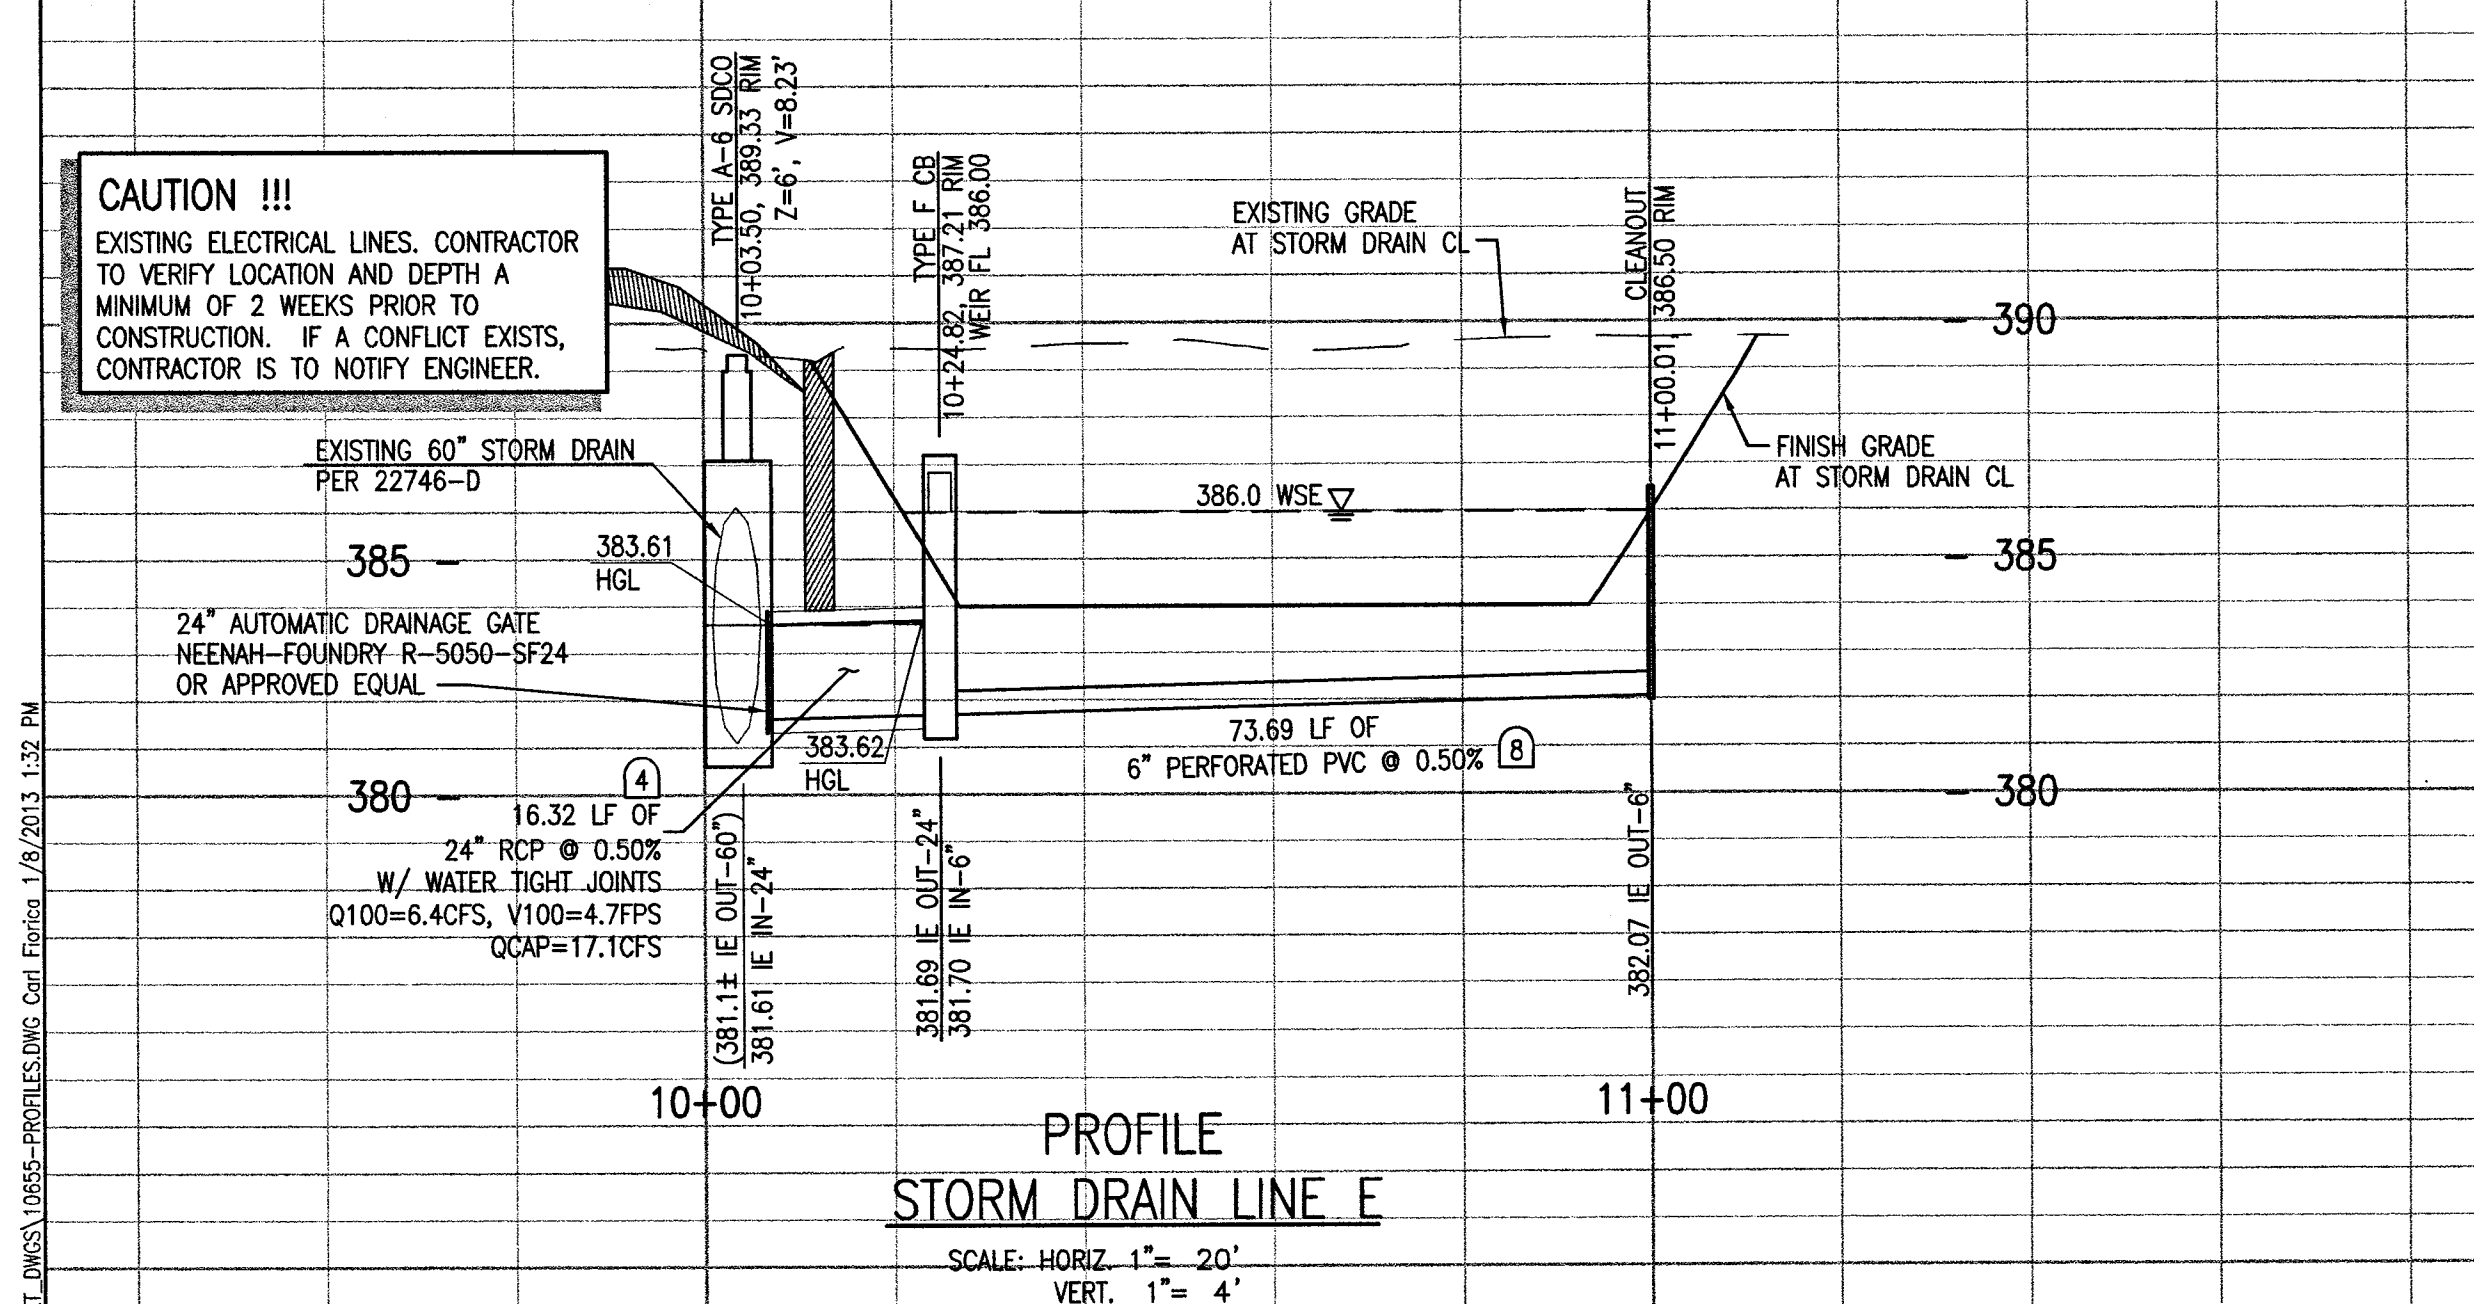 CAUTION !!!
EXISTING ELECTRICAL LINES. CONTRACTOR
TO VERIFY LOCATION AND DEPTH A
MINIMUM OF 2 WEEKS PRIOR TO
CONSTRUCTION. IF A CONFLICT EXISTS,
CONTRACTOR IS TO NOTIFY ENGINEER.
TYPE A-6 SDCO
10+03.50, 389.33 RIM
Z=6', V=8.23'
TYPE F CB
10+24.82, 387.21 RIM
WEIR FL 386.00
EXISTING GRADE
AT STORM DRAIN CL
CLEANOUT
11+00.01, 386.50 RIM
390
FINISH GRADE
AT STORM DRAIN CL
EXISTING 60" STORM DRAIN
PER 22746-D
386.0 WSE
385
383.61
HGL
385
24" AUTOMATIC DRAINAGE GATE
NEENAH-FOUNDRY R-5050-SF24
OR APPROVED EQUAL
383.62
HGL
73.69 LF OF
6" PERFORATED PVC @ 0.50%
8
380
380
4
16.32 LF OF
24" RCP @ 0.50%
W/ WATER TIGHT JOINTS
Q100=6.4CFS, V100=4.7FPS
QCAP=17.1CFS
(381.1± IE OUT-60")
381.61 IE IN-24"
381.69 IE OUT-24"
381.70 IE IN-6"
382.07 IE OUT-6"
10+00
11+00
PROFILE
STORM DRAIN LINE E
SCALE: HORIZ. 1"= 20'
VERT. 1"= 4'
T_DWGS\10655-PROFILES.DWG Carl Fiorica 1/8/2013 1:32 PM